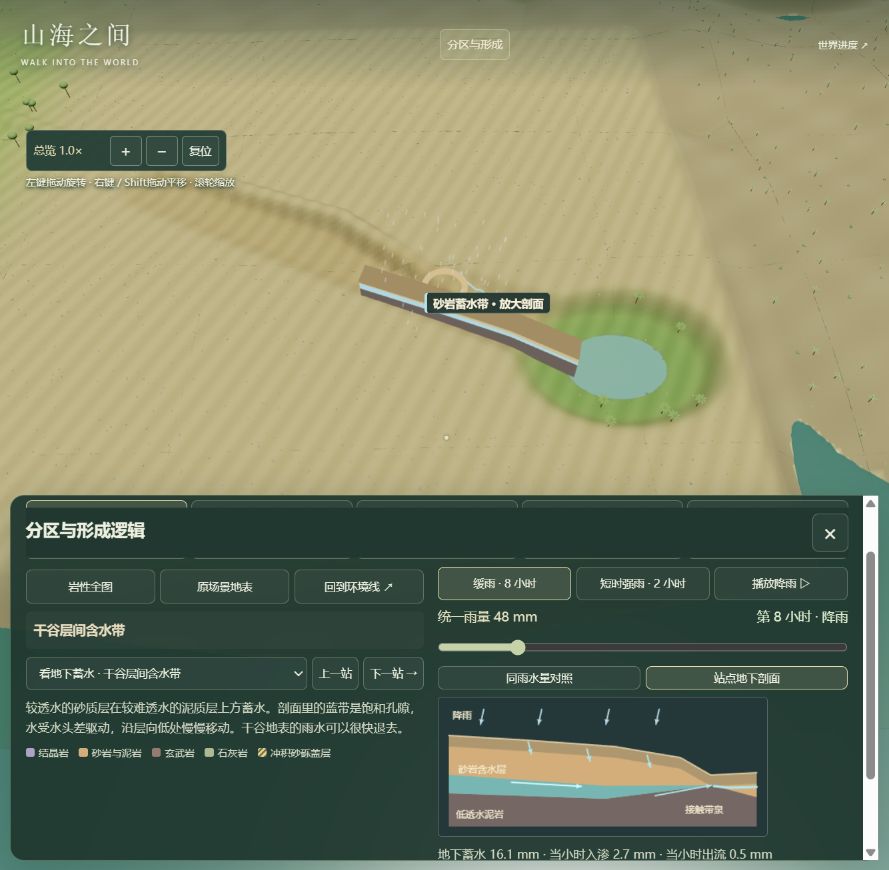 山海之间
WALK INTO THE WORLD
分区与形成
世界进度 ↗
总览 1.0×
+
−
复位
左键拖动旋转 · 右键 / Shift拖动平移 · 滚轮缩放
砂岩蓄水带 · 放大剖面
分区与形成逻辑
×
岩性全图
原场景地表
回到环境线 ↗
干谷层间含水带
看地下蓄水 · 干谷层间含水带
上一站
下一站 →
较透水的砂质层在较难透水的泥质层上方蓄水。剖面里的蓝带是饱和孔隙，
水受水头差驱动，沿层向低处慢慢移动。干谷地表的雨水可以很快退去。
结晶岩
砂岩与泥岩
玄武岩
石灰岩
冲积砂砾盖层
缓雨 · 8 小时
短时强雨 · 2 小时
播放降雨 ▷
统一雨量 48 mm
第 8 小时 · 降雨
同雨水量对照
站点地下剖面
降雨
砂岩含水层
低透水泥岩
接触带泉
地下蓄水 16.1 mm · 当小时入渗 2.7 mm · 当小时出流 0.5 mm